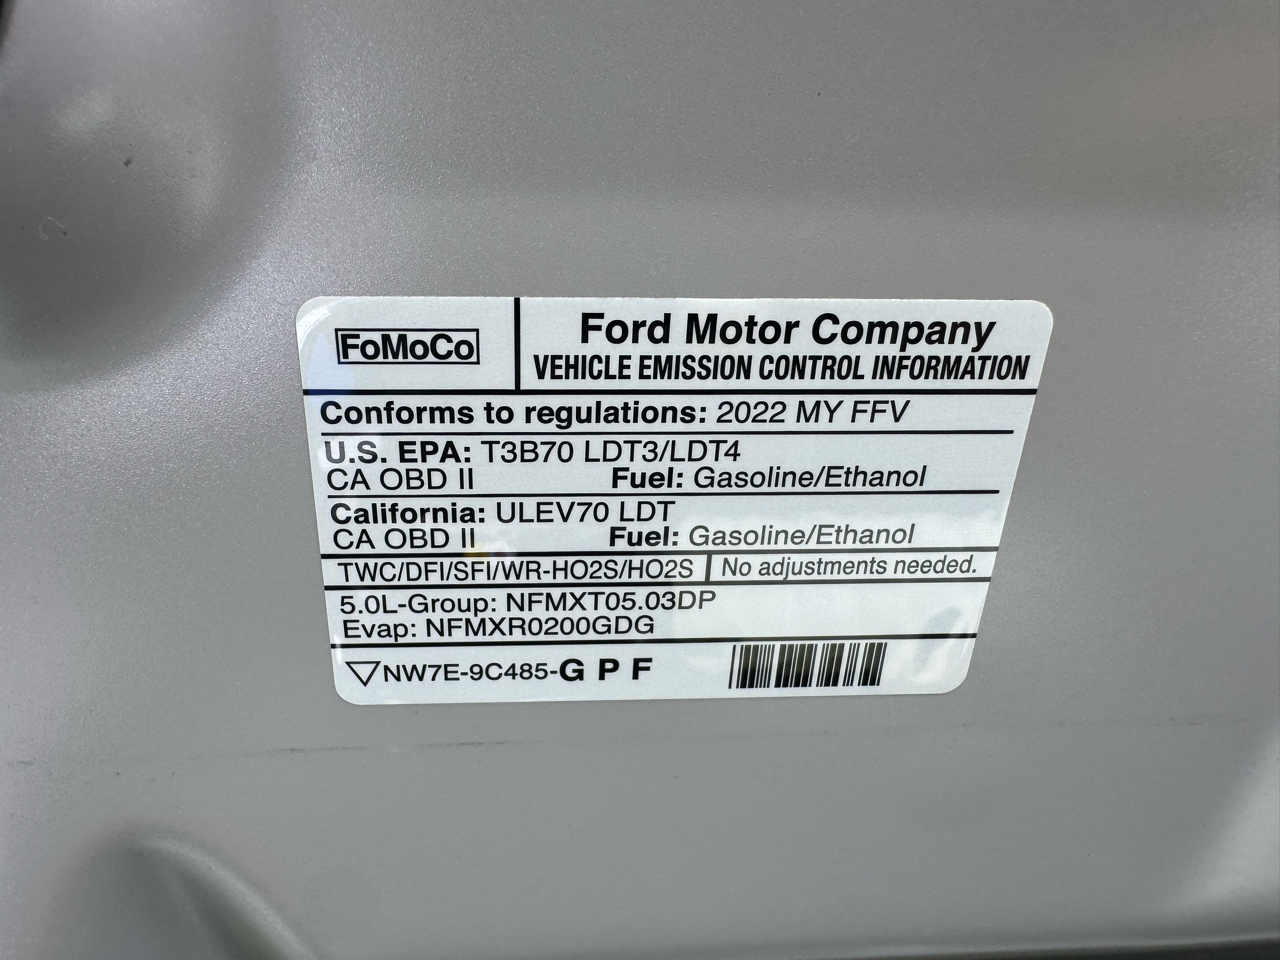 FoMoCo
Ford Motor Company
VEHICLE EMISSION CONTROL INFORMATION
Conforms to regulations: 2022 MY FFV
U.S. EPA: T3B70 LDT3/LDT4
CA OBD II Fuel: Gasoline/Ethanol
California: ULEV70 LDT
CA OBD II Fuel: Gasoline/Ethanol
TWC/DFI/SFI/WR-HO2S/HO2S No adjustments needed.
5.0L-Group: NFMXT05.03DP
Evap: NFMXR0200GDG
NW7E-9C485-G P F